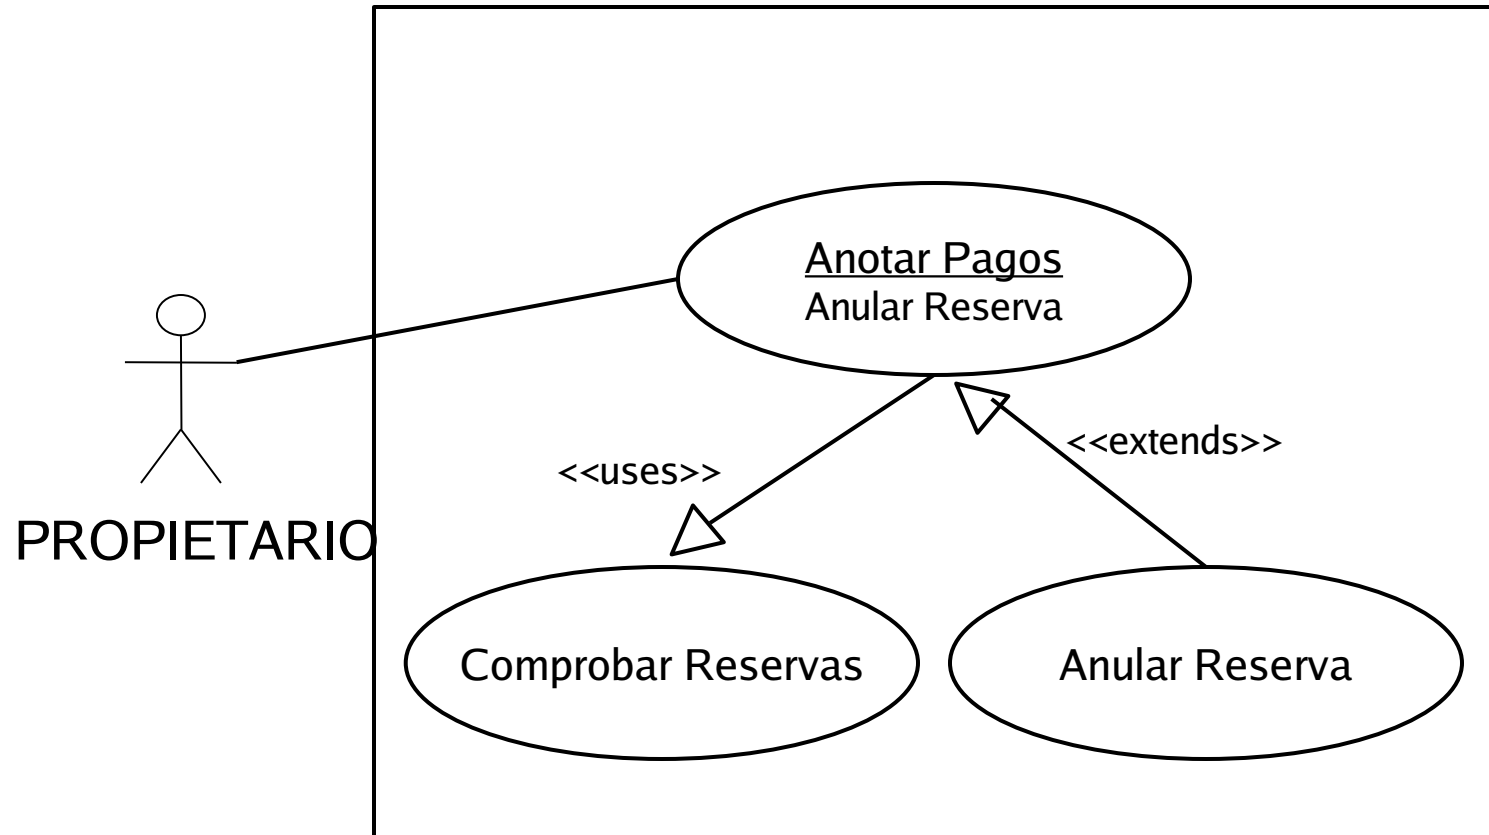 Anotar Pagos
Anular Reserva
<<extends>>
<<uses>>
PROPIETARIO
Comprobar Reservas
Anular Reserva